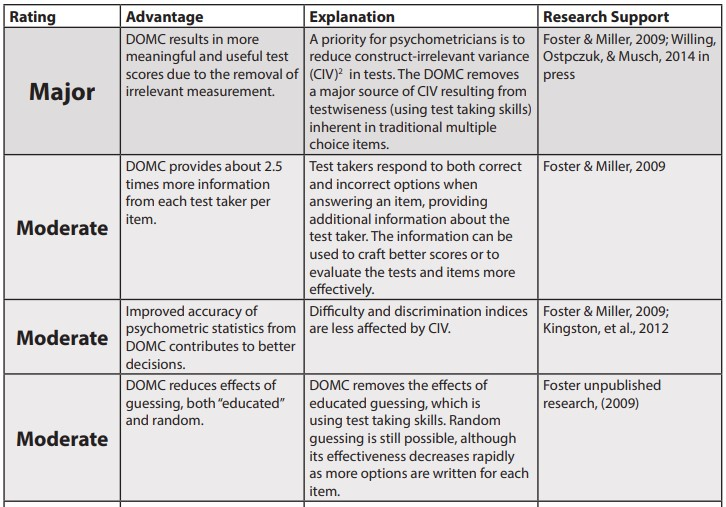 Rating Advantage Explanation Research Support
Major
DOMC results in more
meaningful and useful test
scores due to the removal of
irrelevant measurement.
A priority for psychometricians is to
reduce construct-irrelevant variance
(CIV)2 in tests. The DOMC removes
a major source of CIV resulting from
testwiseness (using test taking skills)
inherent in traditional multiple
choice items.
Foster & Miller, 2009; Willing,
Ostpczuk, & Musch, 2014 in
press
Moderate
DOMC provides about 2.5
times more information
from each test taker per
item.
Test takers respond to both correct
and incorrect options when
answering an item, providing
additional information about the
test taker. The information can be
used to craft better scores or to
evaluate the tests and items more
effectively.
Foster & Miller, 2009
Moderate
Improved accuracy of
psychometric statistics from
DOMC contributes to better
decisions.
Difficulty and discrimination indices
are less affected by CIV.
Foster & Miller, 2009;
Kingston, et al., 2012
Moderate
DOMC reduces effects of
guessing, both “educated”
and random.
DOMC removes the effects of
educated guessing, which is
using test taking skills. Random
guessing is still possible, although
its effectiveness decreases rapidly
as more options are written for each
item.
Foster unpublished
research, (2009)